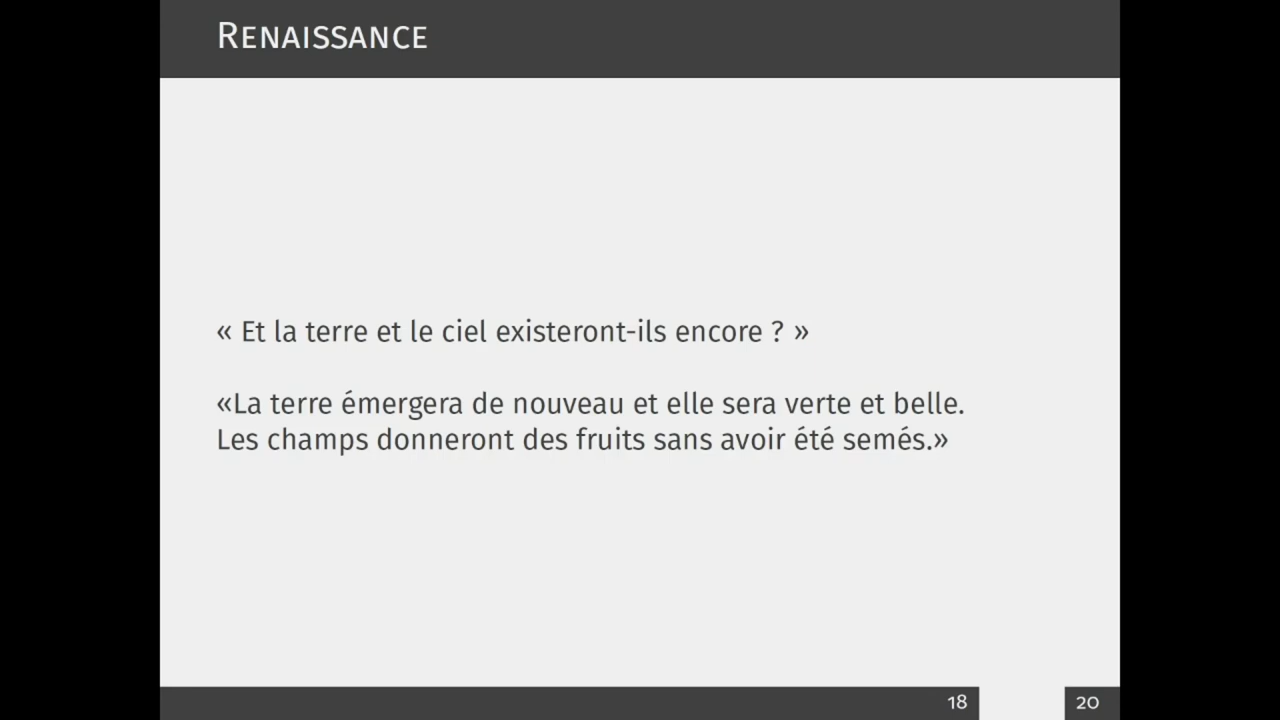 RENAISSANCE
« Et la terre et le ciel existeront-ils encore ? »
«La terre émergera de nouveau et elle sera verte et belle.
Les champs donneront des fruits sans avoir été semés.»
18
20